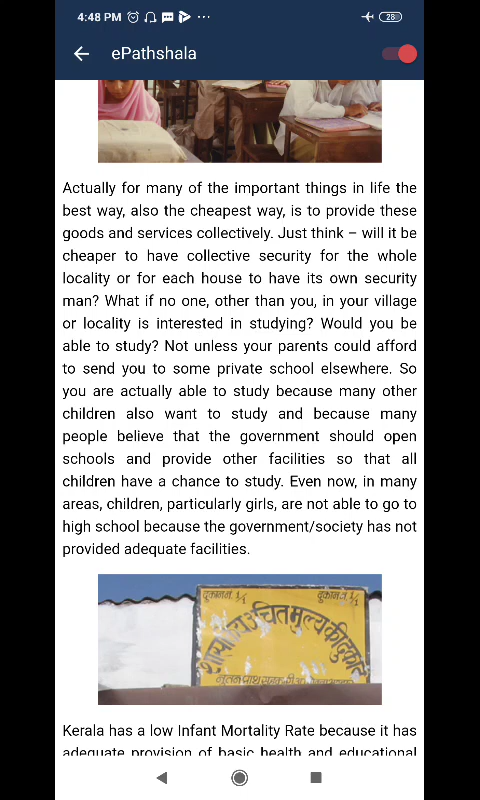 4:48 PM
28
ePathshala
Actually for many of the important things in life the
best way, also the cheapest way, is to provide these
goods and services collectively. Just think – will it be
cheaper to have collective security for the whole
locality or for each house to have its own security
man? What if no one, other than you, in your village
or locality is interested in studying? Would you be
able to study? Not unless your parents could afford
to send you to some private school elsewhere. So
you are actually able to study because many other
children also want to study and because many
people believe that the government should open
schools and provide other facilities so that all
children have a chance to study. Even now, in many
areas, children, particularly girls, are not able to go to
high school because the government/society has not
provided adequate facilities.
दुकान नं. 1/1 दुकान नं. 1/1
उचित मूल्य की दुकान
Kerala has a low Infant Mortality Rate because it has
adequate provision of basic health and educational